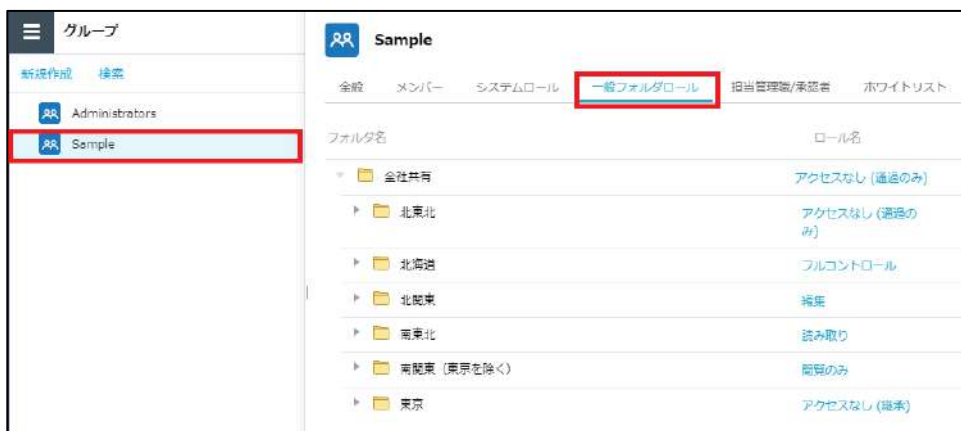 グループ
新規作成 検索
Administrators
Sample
Sample
全般 メンバー システムロール 一般フォルダロール 担当管理職/承認者 ホワイトリスト
フォルダ名 ロール名
全社共有 アクセスなし (通過のみ)
北東北 アクセスなし (通過の
み)
北海道 フルコントロール
北関東 編集
南東北 読み取り
南関東 (東京を除く) 閲覧のみ
東京 アクセスなし (継承)